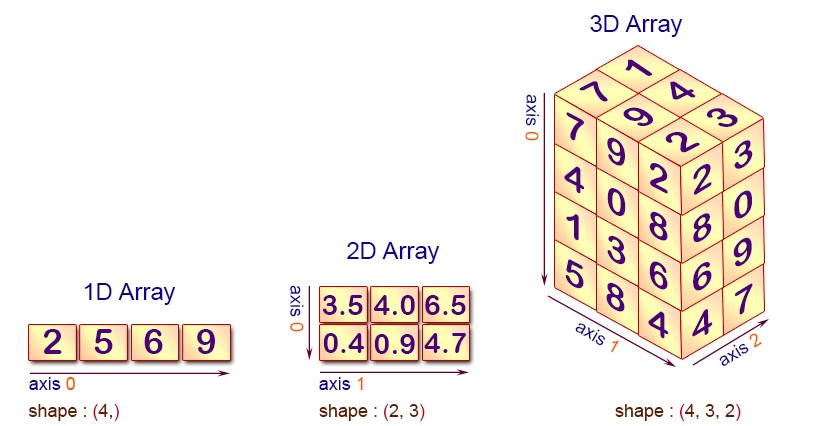 1D Array
2 5 6 9
axis 0
shape : (4,)
2D Array
axis 0
3.5 4.0 6.5
0.4 0.9 4.7
axis 1
shape : (2, 3)
3D Array
axis 0
1
7 4
9 3
2
7 9 2 2 3
4 0 8 8 0
1 3 6 6 9
5 8 4 4 7
axis 1
axis 2
shape : (4, 3, 2)